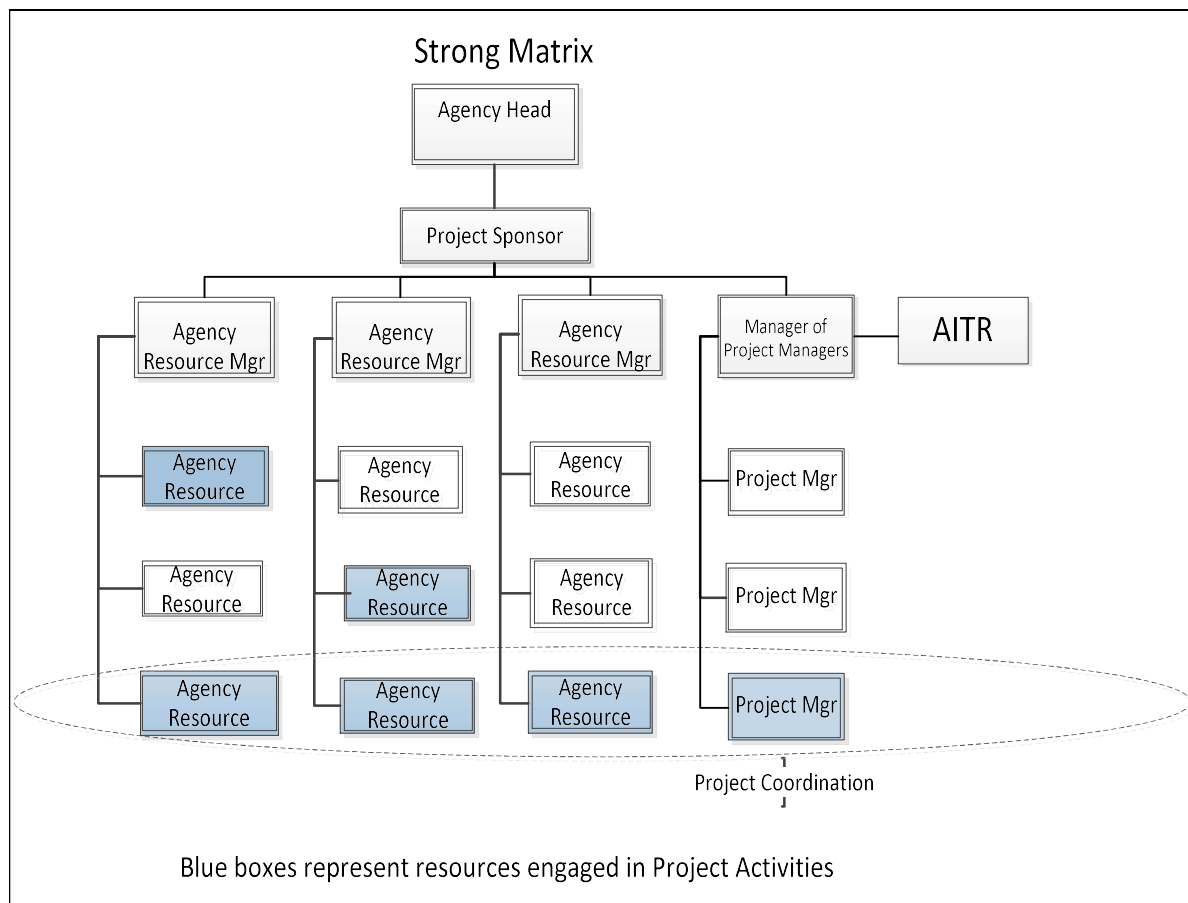 Strong Matrix
Agency Head
Project Sponsor
Agency
Resource Mgr
Agency
Resource Mgr
Agency
Resource Mgr
Manager of
Project Managers
AITR
Agency
Resource
Agency
Resource
Agency
Resource
Project Mgr
Agency
Resource
Agency
Resource
Agency
Resource
Project Mgr
Agency
Resource
Agency
Resource
Agency
Resource
Project Mgr
Project Coordination
Blue boxes represent resources engaged in Project Activities